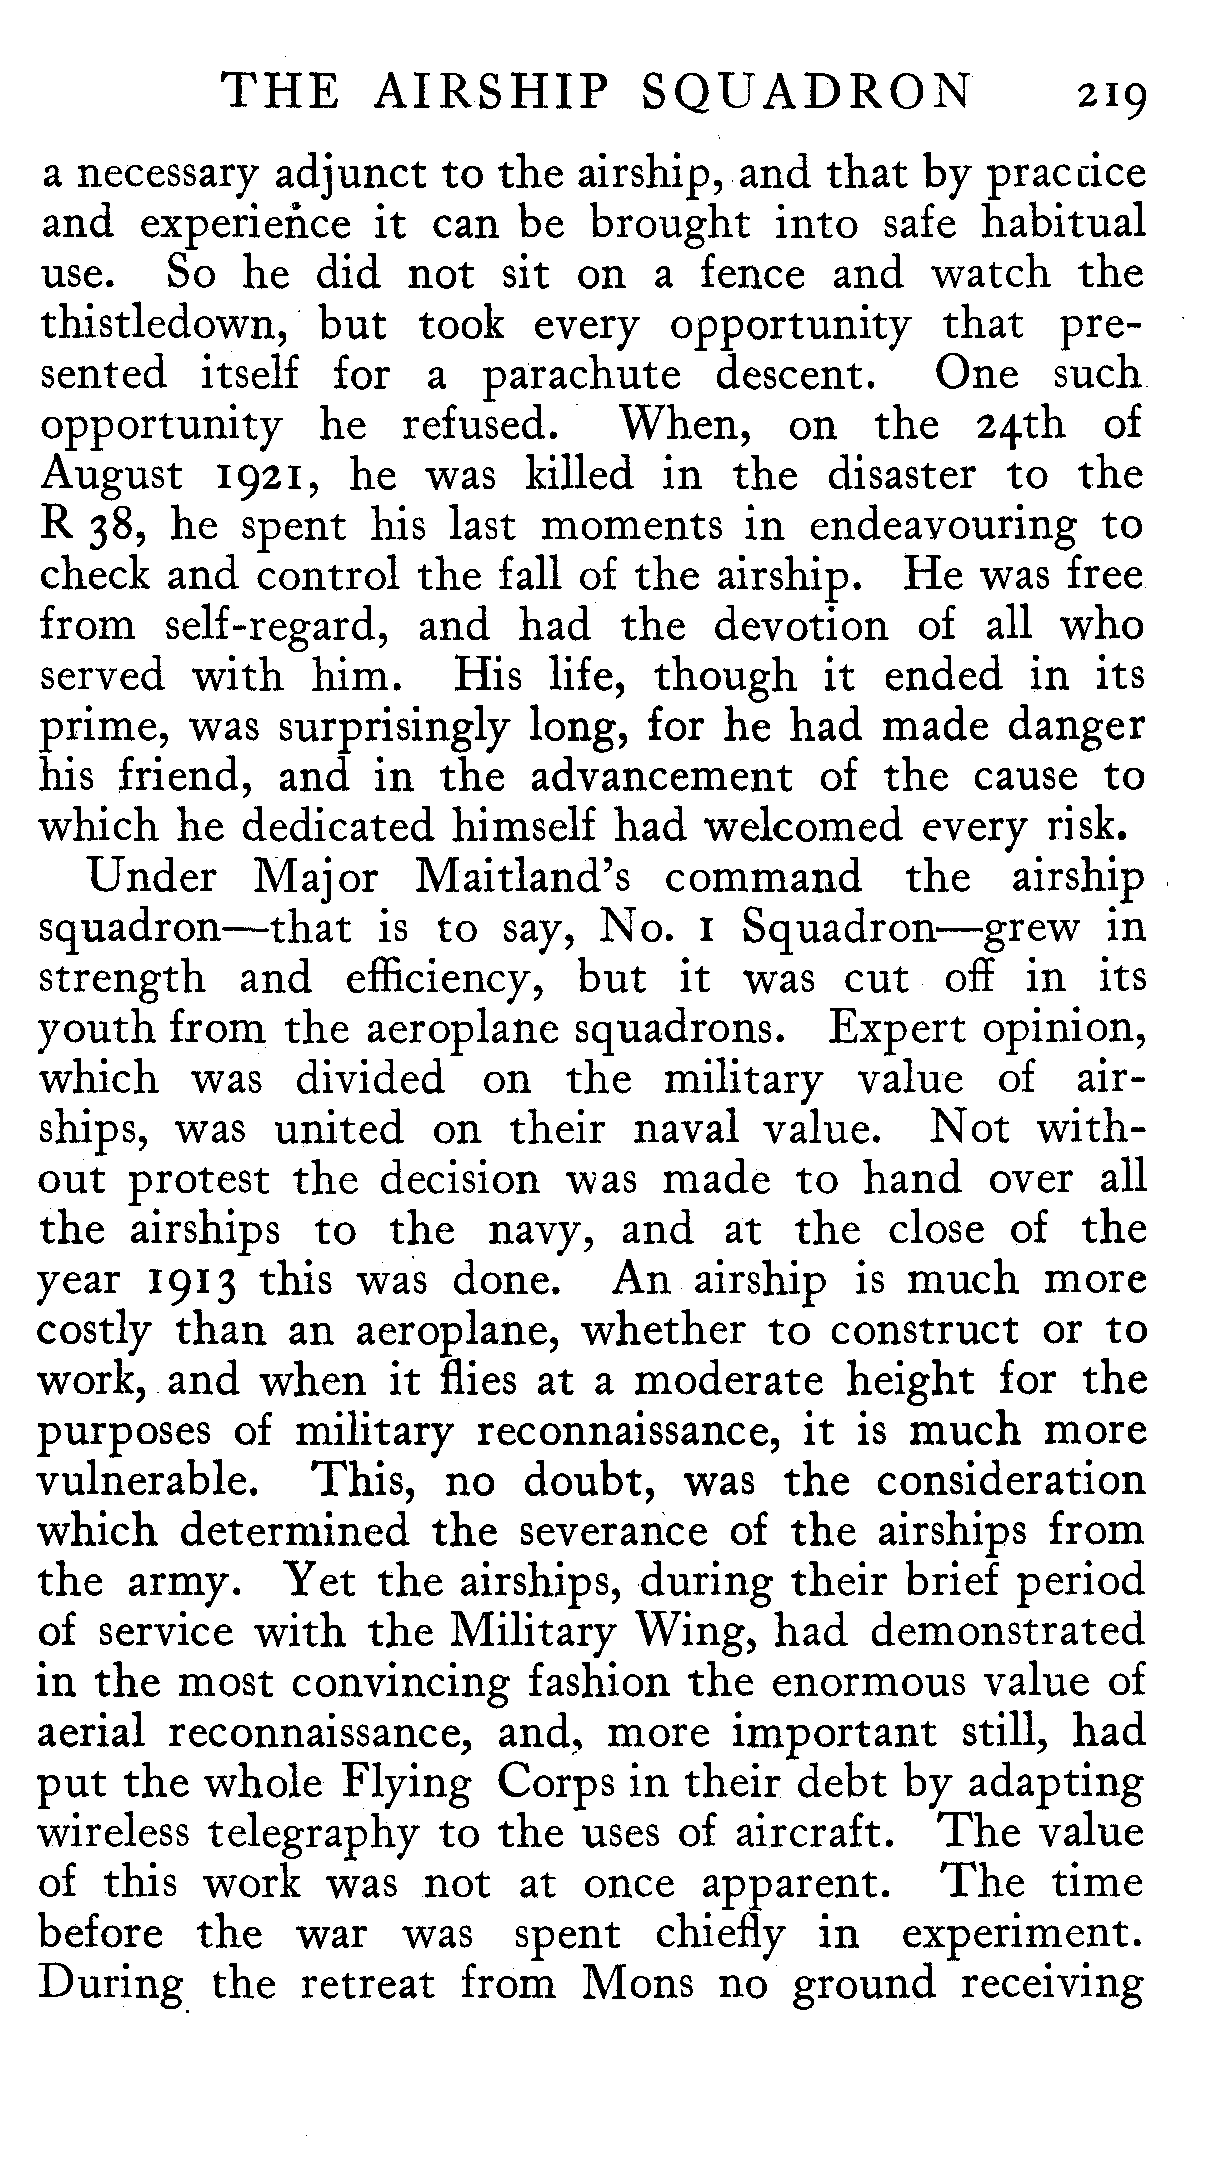 THE AIRSHIP SQUADRON 219
a necessary adjunct to the airship, and that by practice
and experience it can be brought into safe habitual
use. So he did not sit on a fence and watch the
thistledown, but took every opportunity that pre-
sented itself for a parachute descent. One such
opportunity he refused. When, on the 24th of
August 1921, he was killed in the disaster to the
R 38, he spent his last moments in endeavouring to
check and control the fall of the airship. He was free
from self-regard, and had the devotion of all who
served with him. His life, though it ended in its
prime, was surprisingly long, for he had made danger
his friend, and in the advancement of the cause to
which he dedicated himself had welcomed every risk.
Under Major Maitland's command the airship
squadron—that is to say, No. 1 Squadron—grew in
strength and efficiency, but it was cut off in its
youth from the aeroplane squadrons. Expert opinion,
which was divided on the military value of air-
ships, was united on their naval value. Not with-
out protest the decision was made to hand over all
the airships to the navy, and at the close of the
year 1913 this was done. An airship is much more
costly than an aeroplane, whether to construct or to
work, and when it flies at a moderate height for the
purposes of military reconnaissance, it is much more
vulnerable. This, no doubt, was the consideration
which determined the severance of the airships from
the army. Yet the airships, during their brief period
of service with the Military Wing, had demonstrated
in the most convincing fashion the enormous value of
aerial reconnaissance, and, more important still, had
put the whole Flying Corps in their debt by adapting
wireless telegraphy to the uses of aircraft. The value
of this work was not at once apparent. The time
before the war was spent chiefly in experiment.
During the retreat from Mons no ground receiving